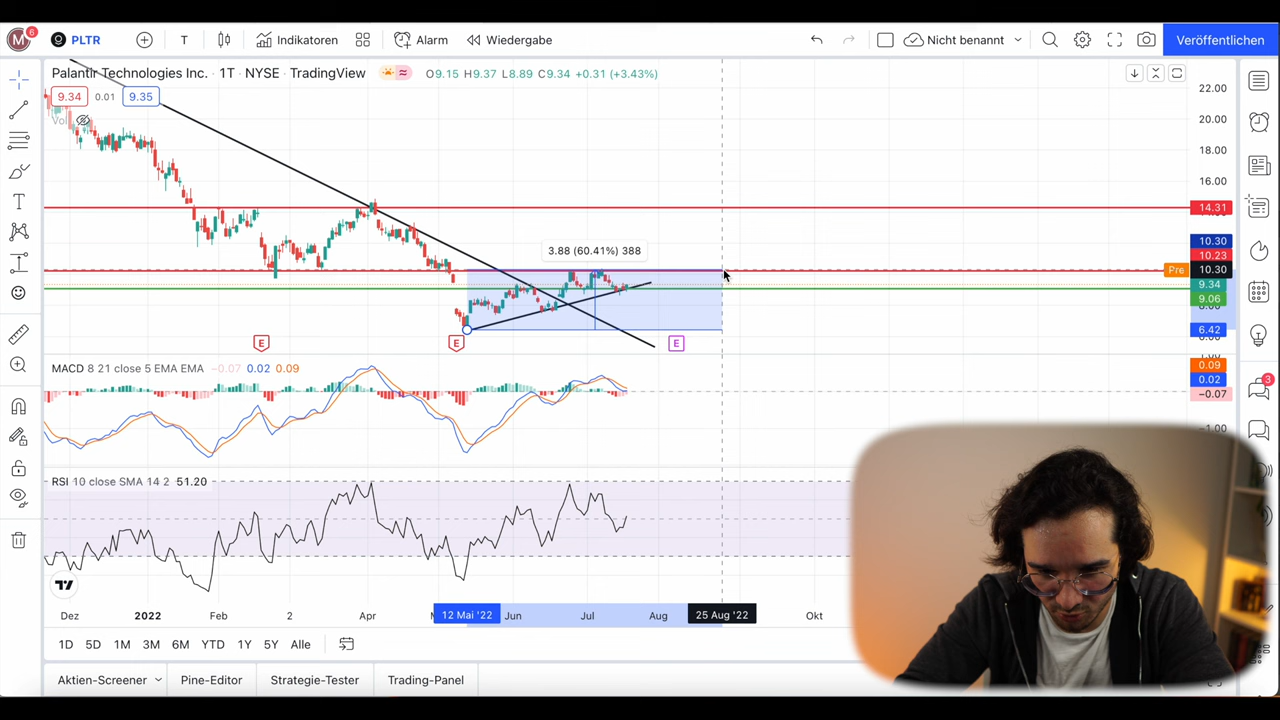 M 6 PLTR T Indikatoren Alarm Wiedergabe Nicht benannt Veröffentlichen
Palantir Technologies Inc. · 1T · NYSE · TradingView O9.15 H9.37 L8.89 C9.34 +0.31 (+3.43%)
9.34 0.01 9.35
Vol
22.00
20.00
18.00
16.00
14.31
3.88 (60.41%) 388
10.30
10.23
Pre 10.30
9.34
9.06
6.42
E E E
MACD 8 21 close 5 EMA EMA −0.07 0.02 0.09
0.09
0.02
−0.07
−1.00
RSI 10 close SMA 14 2 51.20
3
Dez 2022 Feb 2 Apr 12 Mai '22 Jun Jul Aug 25 Aug '22 Okt
1D 5D 1M 3M 6M YTD 1Y 5Y Alle
Aktien-Screener Pine-Editor Strategie-Tester Trading-Panel